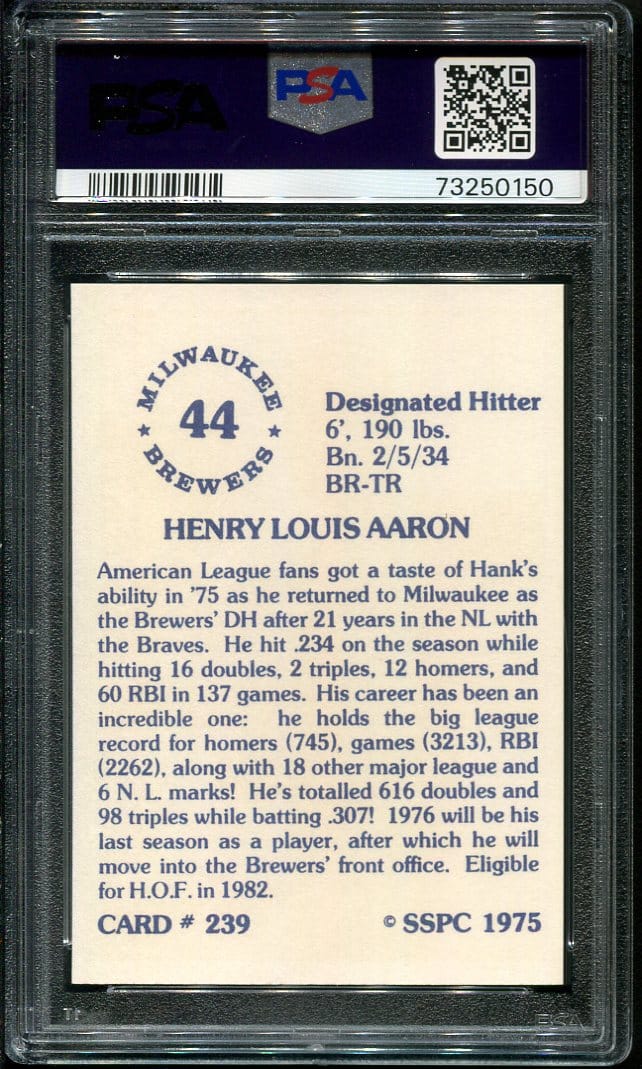 PSA
PSA
73250150
MILWAUKEE
44
BREWERS
Designated Hitter
6', 190 lbs.
Bn. 2/5/34
BR-TR
HENRY LOUIS AARON
American League fans got a taste of Hank's
ability in '75 as he returned to Milwaukee as
the Brewers' DH after 21 years in the NL with
the Braves. He hit .234 on the season while
hitting 16 doubles, 2 triples, 12 homers, and
60 RBI in 137 games. His career has been an
incredible one: he holds the big league
record for homers (745), games (3213), RBI
(2262), along with 18 other major league and
6 N. L. marks! He's totalled 616 doubles and
98 triples while batting .307! 1976 will be his
last season as a player, after which he will
move into the Brewers' front office. Eligible
for H.O.F. in 1982.
CARD # 239 © SSPC 1975
PSA